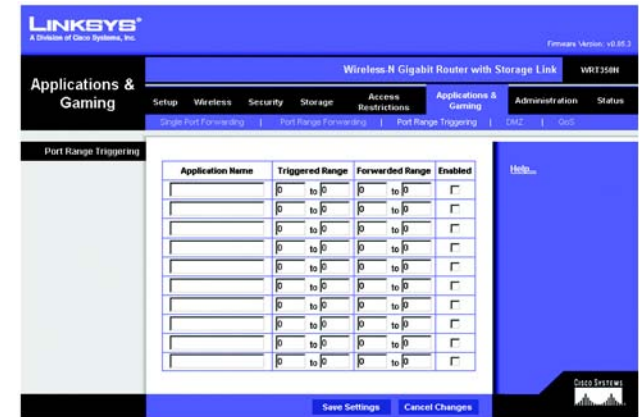 LINKSYS®
A Division of Cisco Systems, Inc.
Firmware Version: v0.85.3
Wireless-N Gigabit Router with Storage Link WRT350N
Applications & Gaming
Setup Wireless Security Storage Access Restrictions Applications & Gaming Administration Status
Single Port Forwarding | Port Range Forwarding | Port Range Triggering | DMZ | QoS
Port Range Triggering
Application Name Triggered Range Forwarded Range Enabled
0 to 0 0 to 0
0 to 0 0 to 0
0 to 0 0 to 0
0 to 0 0 to 0
0 to 0 0 to 0
0 to 0 0 to 0
0 to 0 0 to 0
0 to 0 0 to 0
0 to 0 0 to 0
0 to 0 0 to 0
Help...
Save Settings Cancel Changes
CISCO SYSTEMS